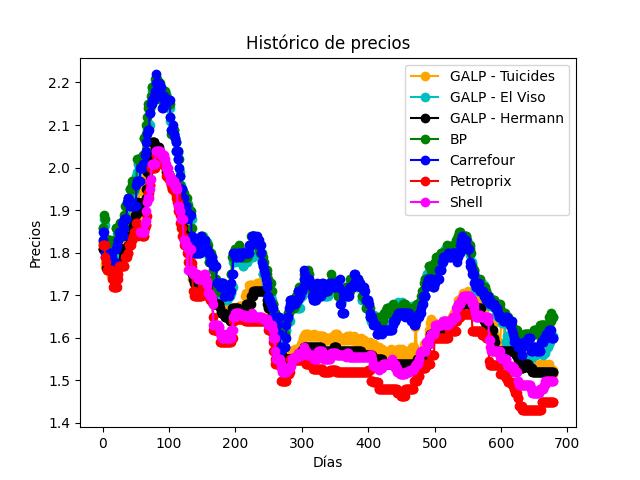 Histórico de precios
GALP - Tuicides
GALP - El Viso
GALP - Hermann
BP
Carrefour
Petroprix
Shell
Precios
2.2
2.1
2.0
1.9
1.8
1.7
1.6
1.5
1.4
0 100 200 300 400 500 600 700
Días